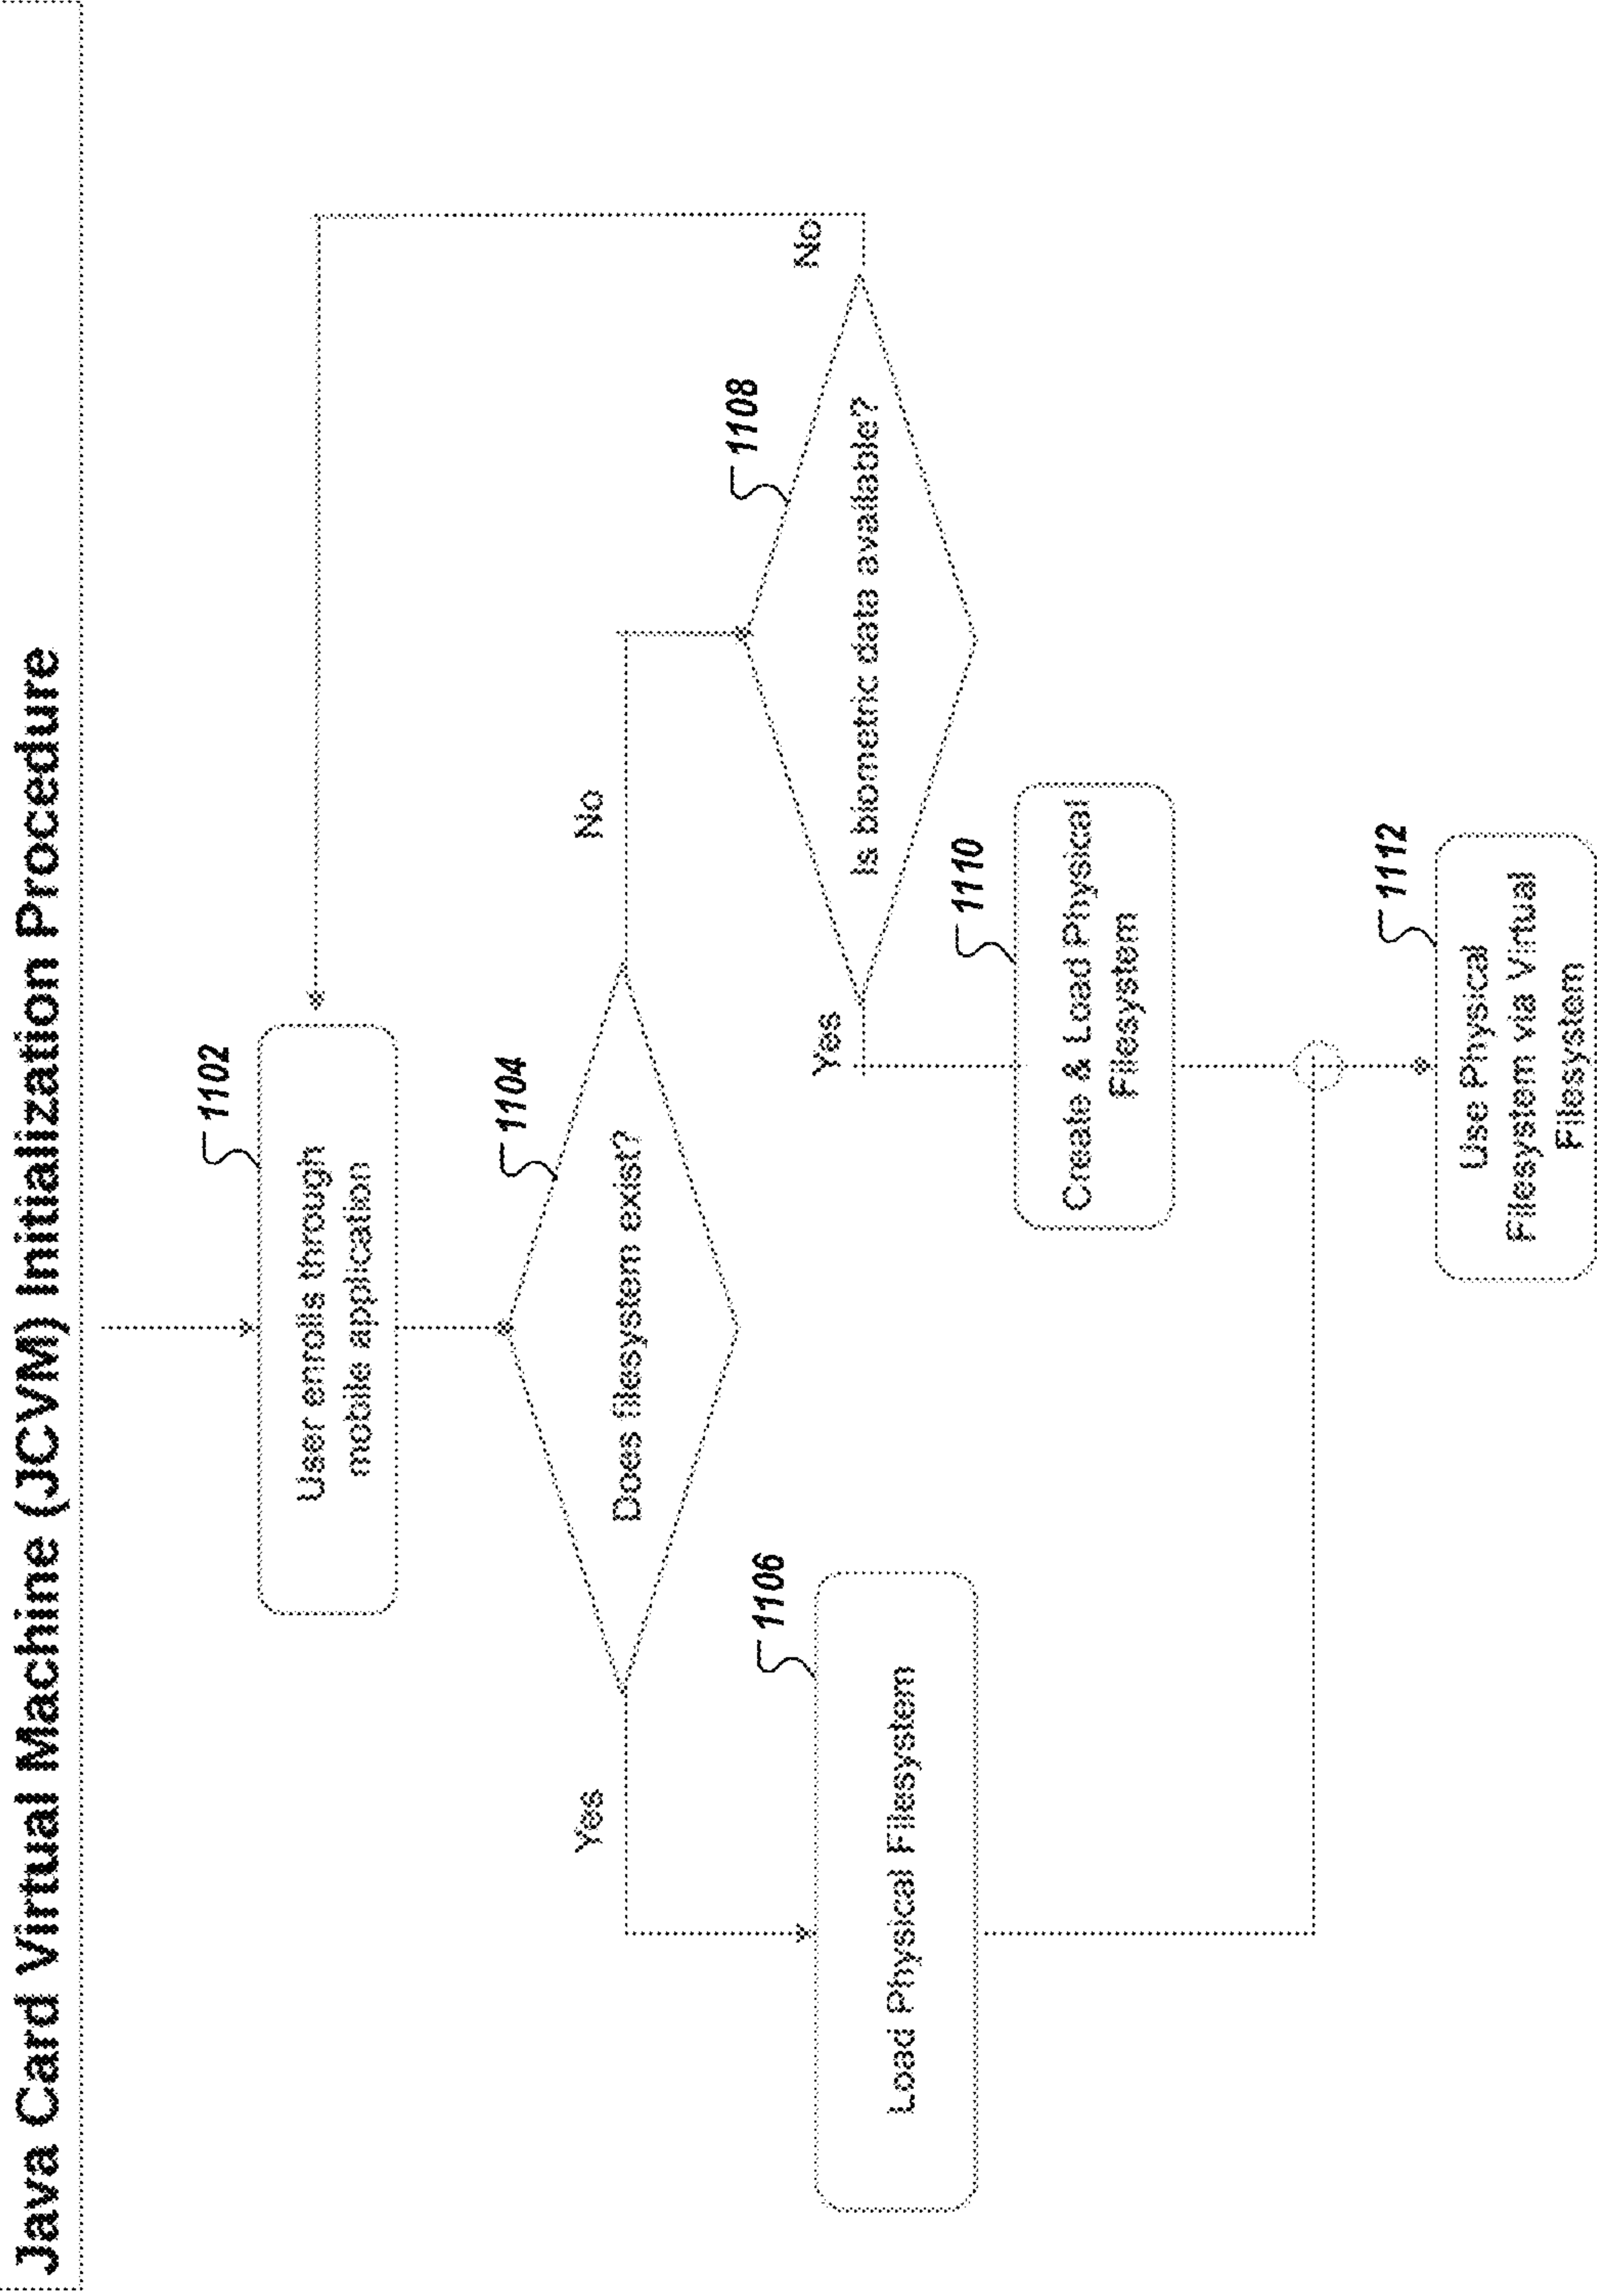 Java Card Virtual Machine (JCVM) Initialization Procedure
1102
User enrolls through
mobile application
1104
Does filesystem exist?
Yes
No
1106
Load Physical Filesystem
1108
Is biometric data available?
Yes
No
1110
Create & Load Physical
Filesystem
1112
Use Physical
Filesystem via Virtual
Filesystem